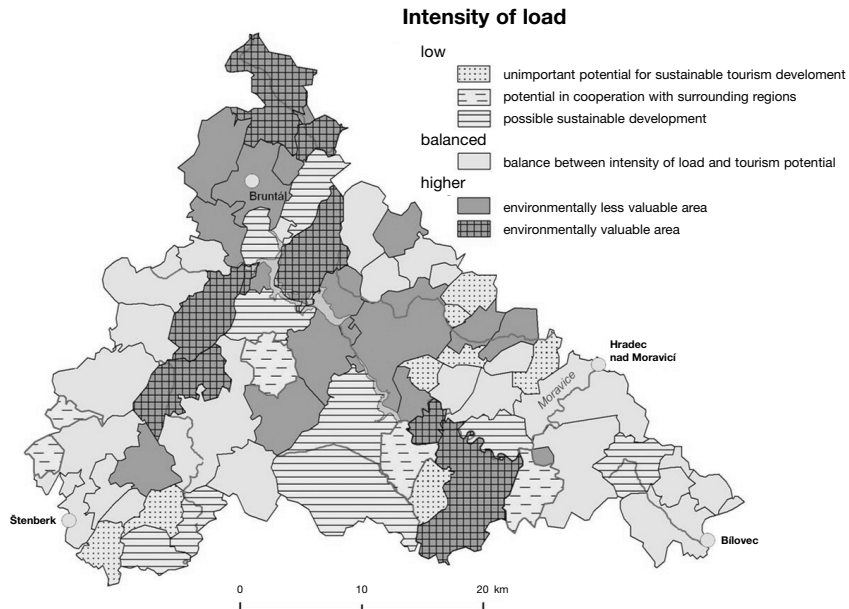 Intensity of load
low
unimportant potential for sustainable tourism develoment
potential in cooperation with surrounding regions
possible sustainable development
balanced
balance between intensity of load and tourism potential
higher
environmentally less valuable area
environmentally valuable area
Bruntál
Hradec
nad Moravicí
Moravice
Štenberk
Bílovec
0 10 20 km